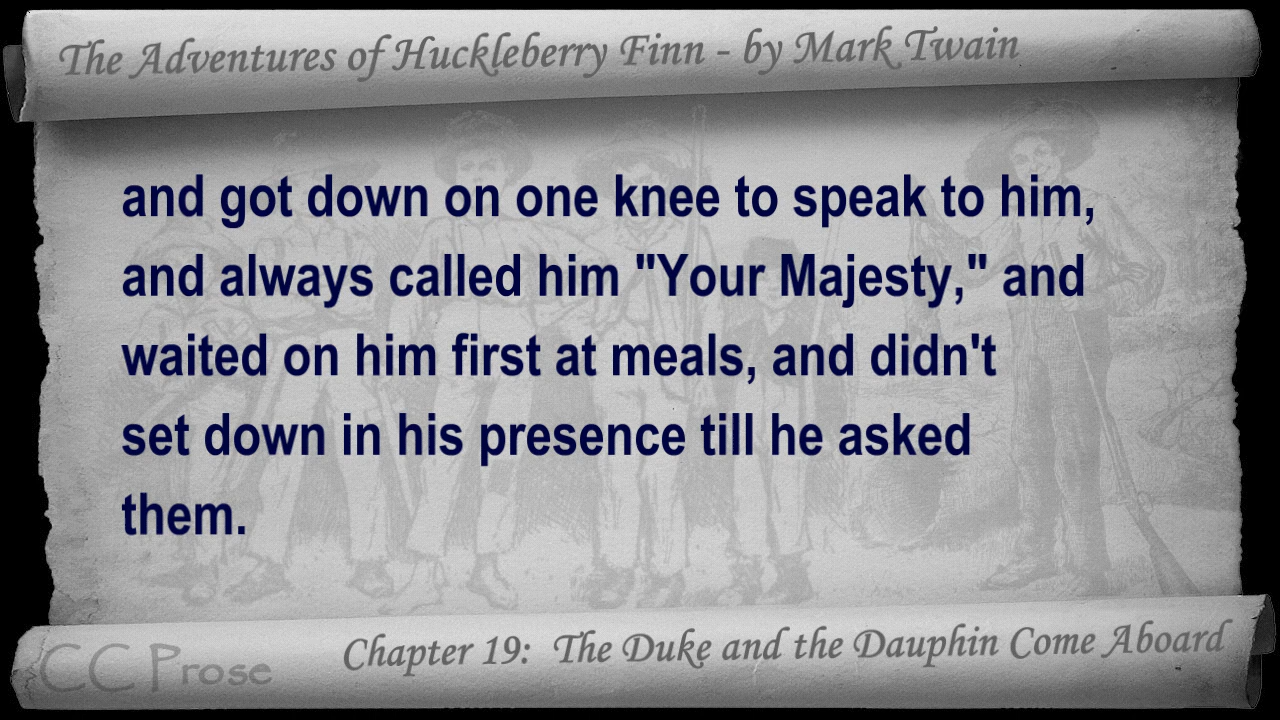 The Adventures of Huckleberry Finn - by Mark Twain
and got down on one knee to speak to him,
and always called him "Your Majesty," and
waited on him first at meals, and didn't
set down in his presence till he asked
them.
Chapter 19: The Duke and the Dauphin Come Aboard
CC Prose